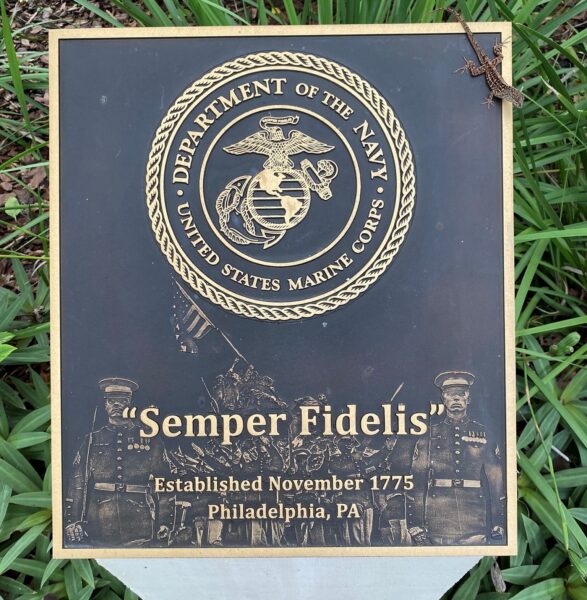 DEPARTMENT OF THE NAVY
UNITED STATES MARINE CORPS
“Semper Fidelis”
Established November 1775
Philadelphia, PA